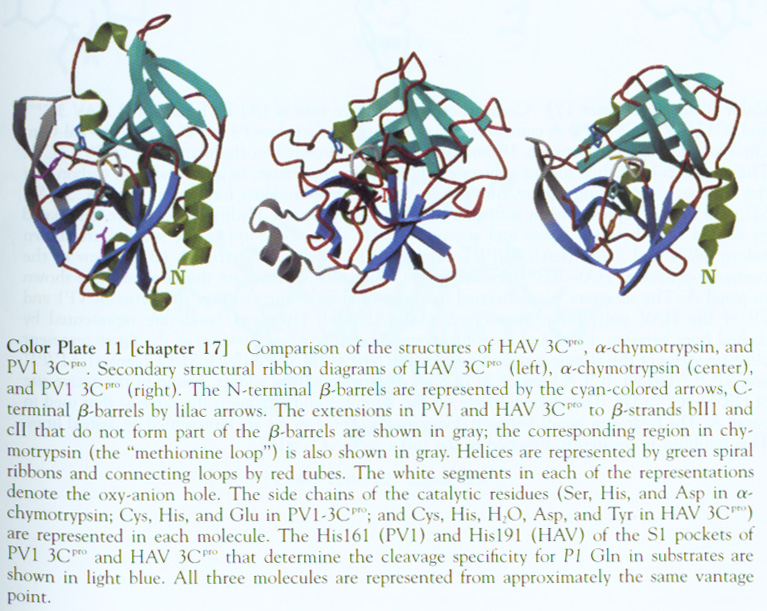 N
N
N
Color Plate 11 [chapter 17] Comparison of the structures of HAV 3Cᵖʳᵒ, α-chymotrypsin, and
PV1 3Cᵖʳᵒ. Secondary structural ribbon diagrams of HAV 3Cᵖʳᵒ (left), α-chymotrypsin (center),
and PV1 3Cᵖʳᵒ (right). The N-terminal β-barrels are represented by the cyan-colored arrows, C-
terminal β-barrels by lilac arrows. The extensions in PV1 and HAV 3Cᵖʳᵒ to β-strands bII1 and
cII that do not form part of the β-barrels are shown in gray; the corresponding region in chy-
motrypsin (the “methionine loop”) is also shown in gray. Helices are represented by green spiral
ribbons and connecting loops by red tubes. The white segments in each of the representations
denote the oxy-anion hole. The side chains of the catalytic residues (Ser, His, and Asp in α-
chymotrypsin; Cys, His, and Glu in PV1-3Cᵖʳᵒ; and Cys, His, H₂O, Asp, and Tyr in HAV 3Cᵖʳᵒ)
are represented in each molecule. The His161 (PV1) and His191 (HAV) of the S1 pockets of
PV1 3Cᵖʳᵒ and HAV 3Cᵖʳᵒ that determine the cleavage specificity for P1 Gln in substrates are
shown in light blue. All three molecules are represented from approximately the same vantage
point.